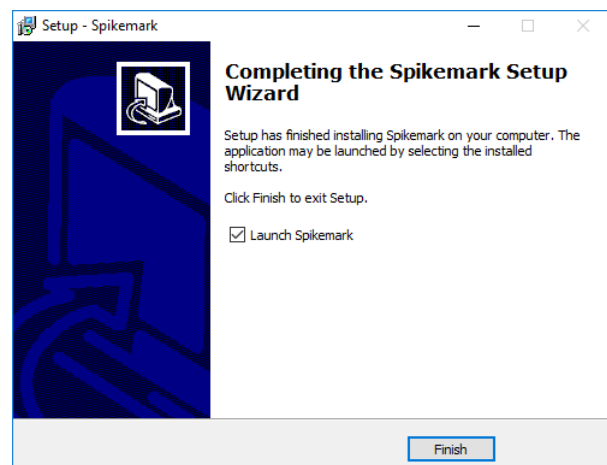 Setup - Spikemark
Completing the Spikemark Setup
Wizard
Setup has finished installing Spikemark on your computer. The
application may be launched by selecting the installed
shortcuts.
Click Finish to exit Setup.
Launch Spikemark
Finish